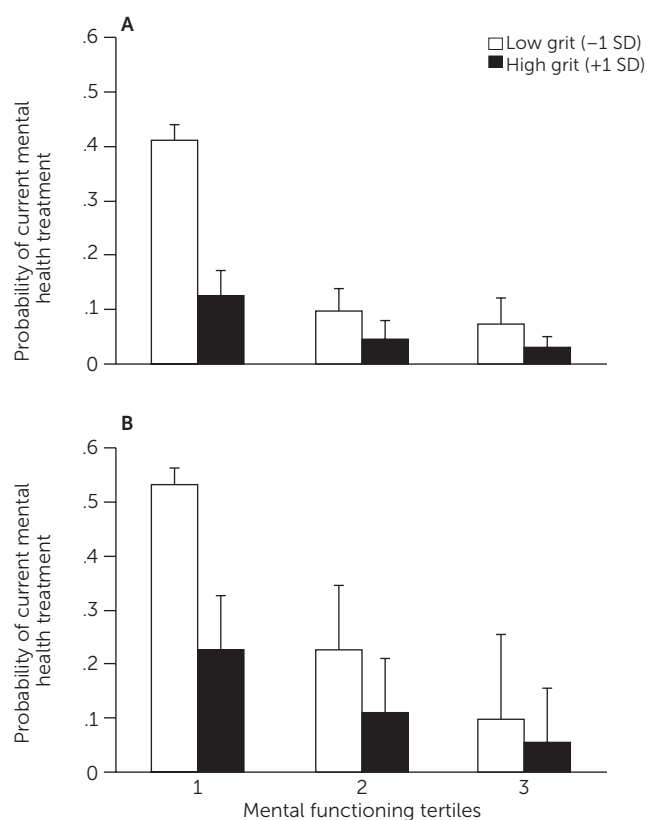 A
Low grit (−1 SD)
High grit (+1 SD)
.6
.5
.4
.3
.2
.1
0
Probability of current mental
health treatment
B
.6
.5
.4
.3
.2
.1
0
Probability of current mental
health treatment
1 2 3
Mental functioning tertiles